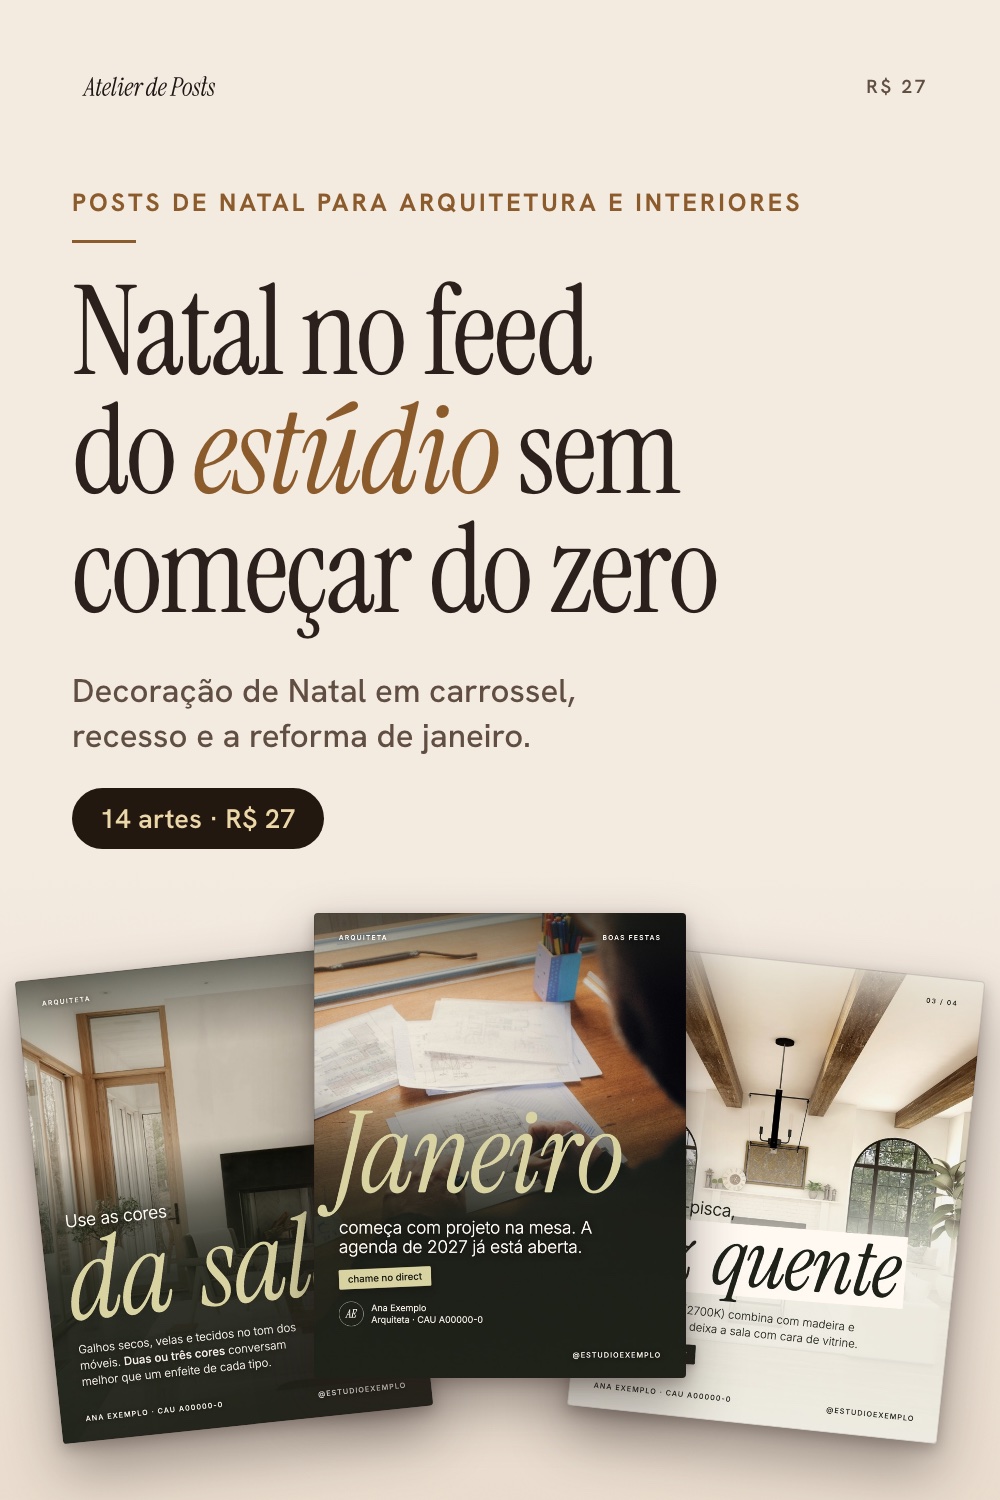 Atelier de Posts
R$ 27
POSTS DE NATAL PARA ARQUITETURA E INTERIORES
Natal no feed
do estúdio sem
começar do zero
Decoração de Natal em carrossel,
recesso e a reforma de janeiro.
14 artes · R$ 27
ARQUITETA
Use as cores
da sal
Galhos secos, velas e tecidos no tom dos
móveis. Duas ou três cores conversam
melhor que um enfeite de cada tipo.
ANA EXEMPLO · CAU A00000-0
@ESTUDIOEXEMPLO
ARQUITETA
BOAS FESTAS
Janeiro
começa com projeto na mesa. A
agenda de 2027 já está aberta.
chame no direct
AE
Ana Exemplo
Arquiteta · CAU A00000-0
@ESTUDIOEXEMPLO
03 / 04
-pisca,
quente
2700K) combina com madeira e
deixa a sala com cara de vitrine.
ANA EXEMPLO · CAU A00000-0
@ESTUDIOEXEMPLO